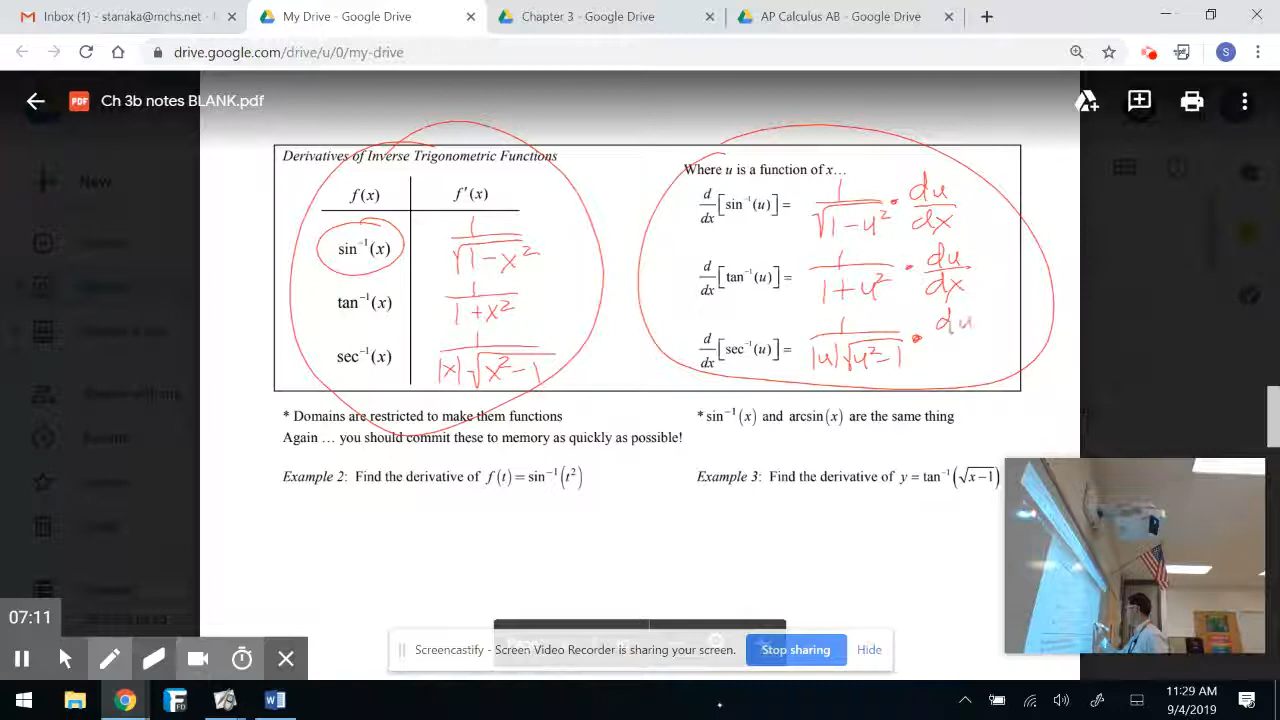 Inbox (1) - stanaka@mchs.net - M
My Drive - Google Drive
Chapter 3 - Google Drive
AP Calculus AB - Google Drive
drive.google.com/drive/u/0/my-drive
S
PDF
Ch 3b notes BLANK.pdf
New
Derivatives of Inverse Trigonometric Functions
f(x) f′(x)
sin⁻¹(x) 1/√(1-x²)
tan⁻¹(x) 1/(1+x²)
sec⁻¹(x) 1/(|x|√(x²-1))
Where u is a function of x…
d/dx[sin⁻¹(u)] = 1/√(1-u²) • du/dx
d/dx[tan⁻¹(u)] = 1/(1+u²) • du/dx
d/dx[sec⁻¹(u)] = 1/(|u|√(u²-1)) • du
* Domains are restricted to make them functions
* sin⁻¹(x) and arcsin(x) are the same thing
Again … you should commit these to memory as quickly as possible!
Example 2: Find the derivative of f(t) = sin⁻¹(t²)
Example 3: Find the derivative of y = tan⁻¹(√x-1)
07:11
Screencastify - Screen Video Recorder is sharing your screen.
Stop sharing
Hide
11:29 AM
9/4/2019